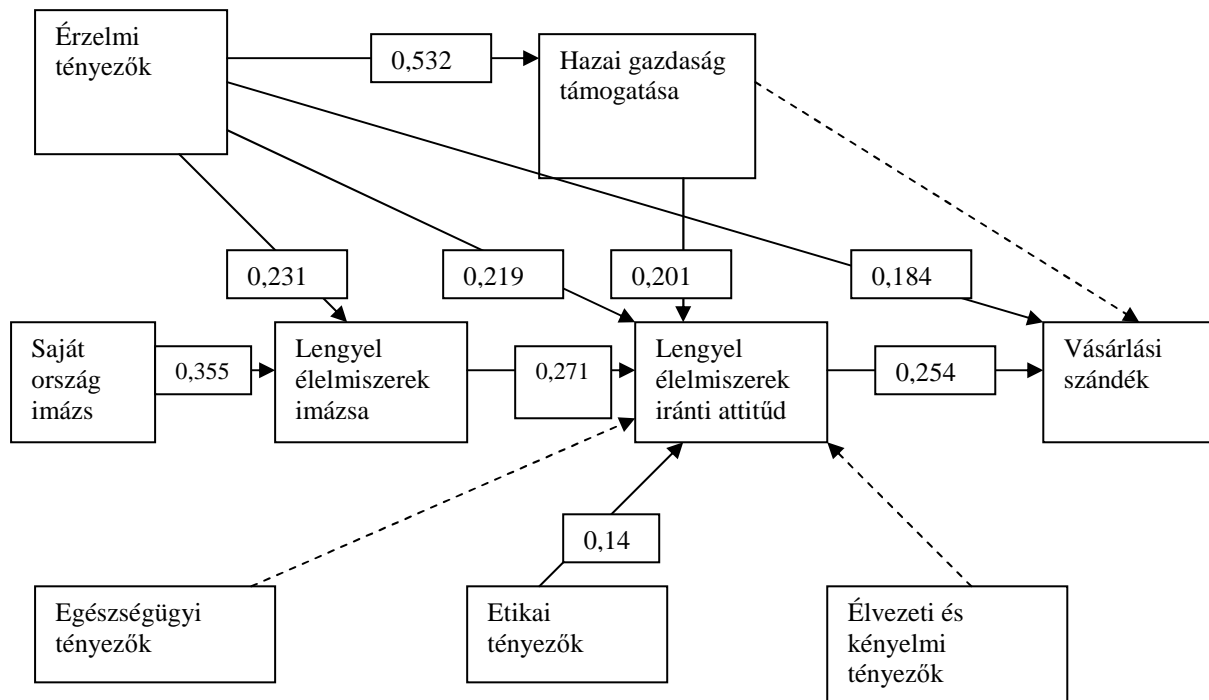 Érzelmi
tényezők
0,532
Hazai gazdaság
támogatása
0,231
0,219
0,201
0,184
Saját
ország
imázs
0,355
Lengyel
élelmiszerek
imázsa
0,271
Lengyel
élelmiszerek
iránti attitűd
0,254
Vásárlási
szándék
0,14
Egészségügyi
tényezők
Etikai
tényezők
Élvezeti és
kényelmi
tényezők